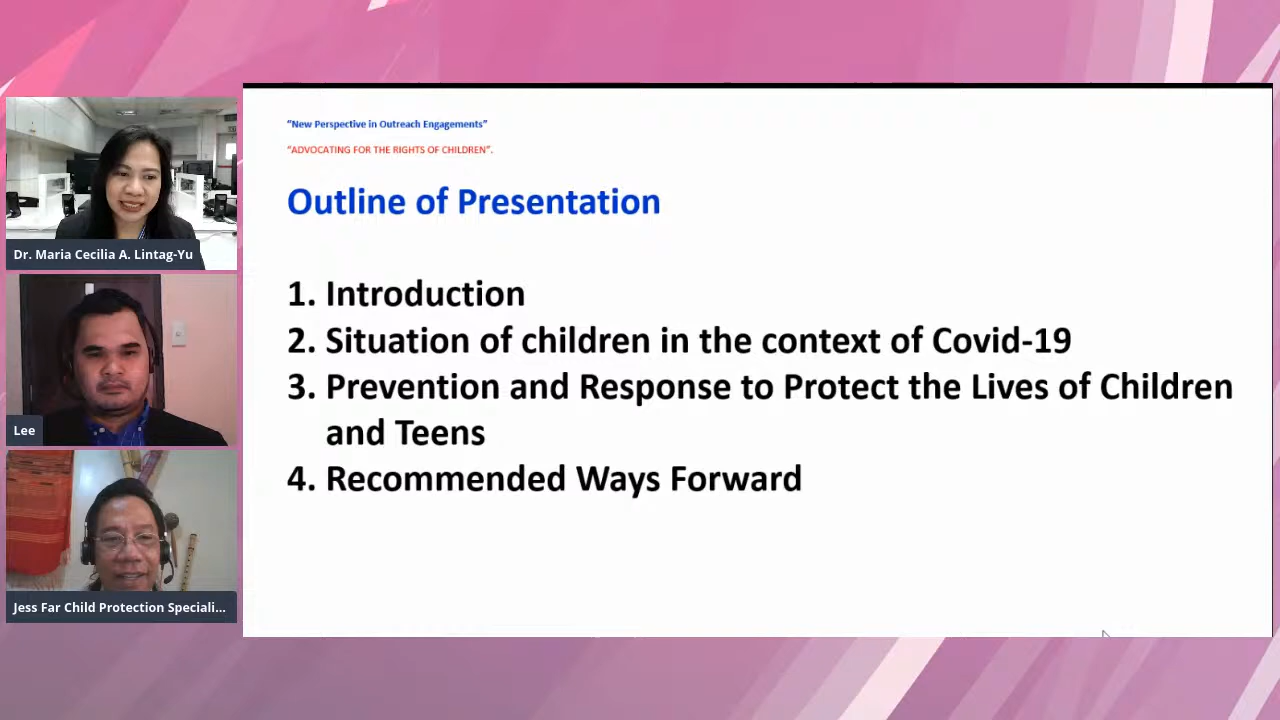 "New Perspective in Outreach Engagements"
"ADVOCATING FOR THE RIGHTS OF CHILDREN".
Outline of Presentation
1. Introduction
2. Situation of children in the context of Covid-19
3. Prevention and Response to Protect the Lives of Children
and Teens
4. Recommended Ways Forward
Dr. Maria Cecilia A. Lintag-Yu
Lee
Jess Far Child Protection Speciali...